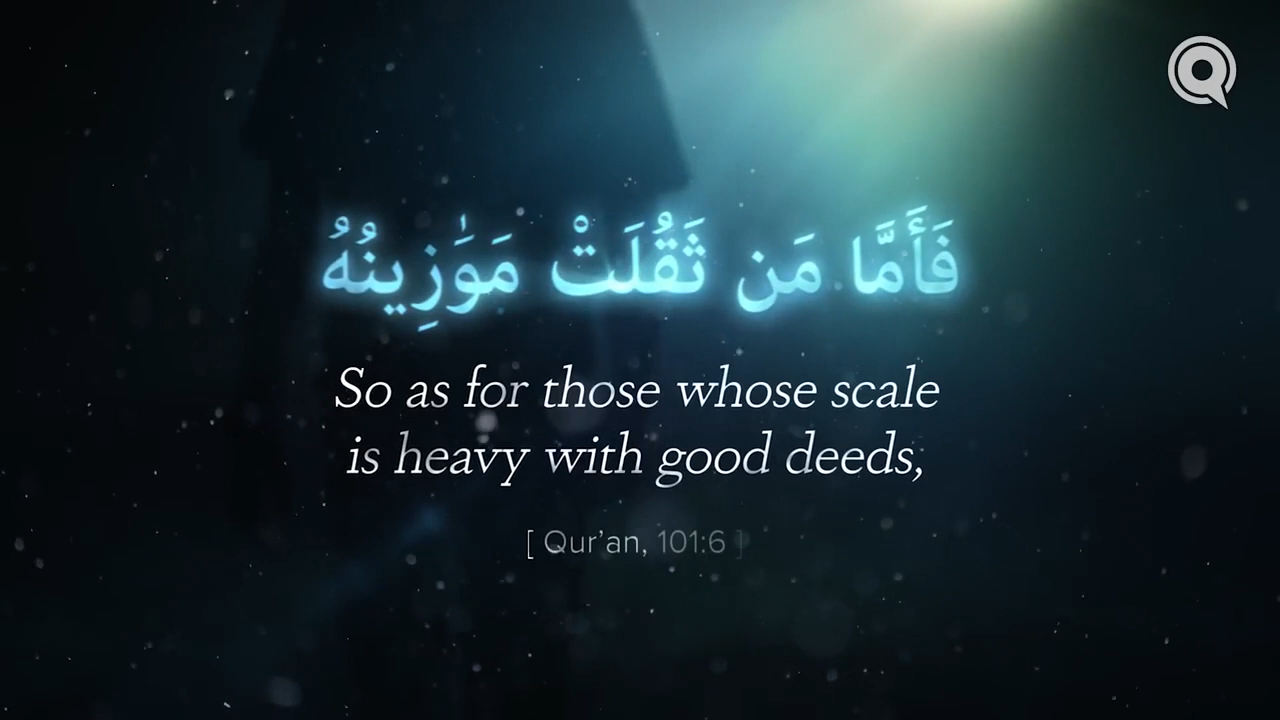 فَأَمَّا مَن ثَقُلَتْ مَوَٰزِينُهُ
So as for those whose scale
is heavy with good deeds,
[ Qur’an, 101:6 ]